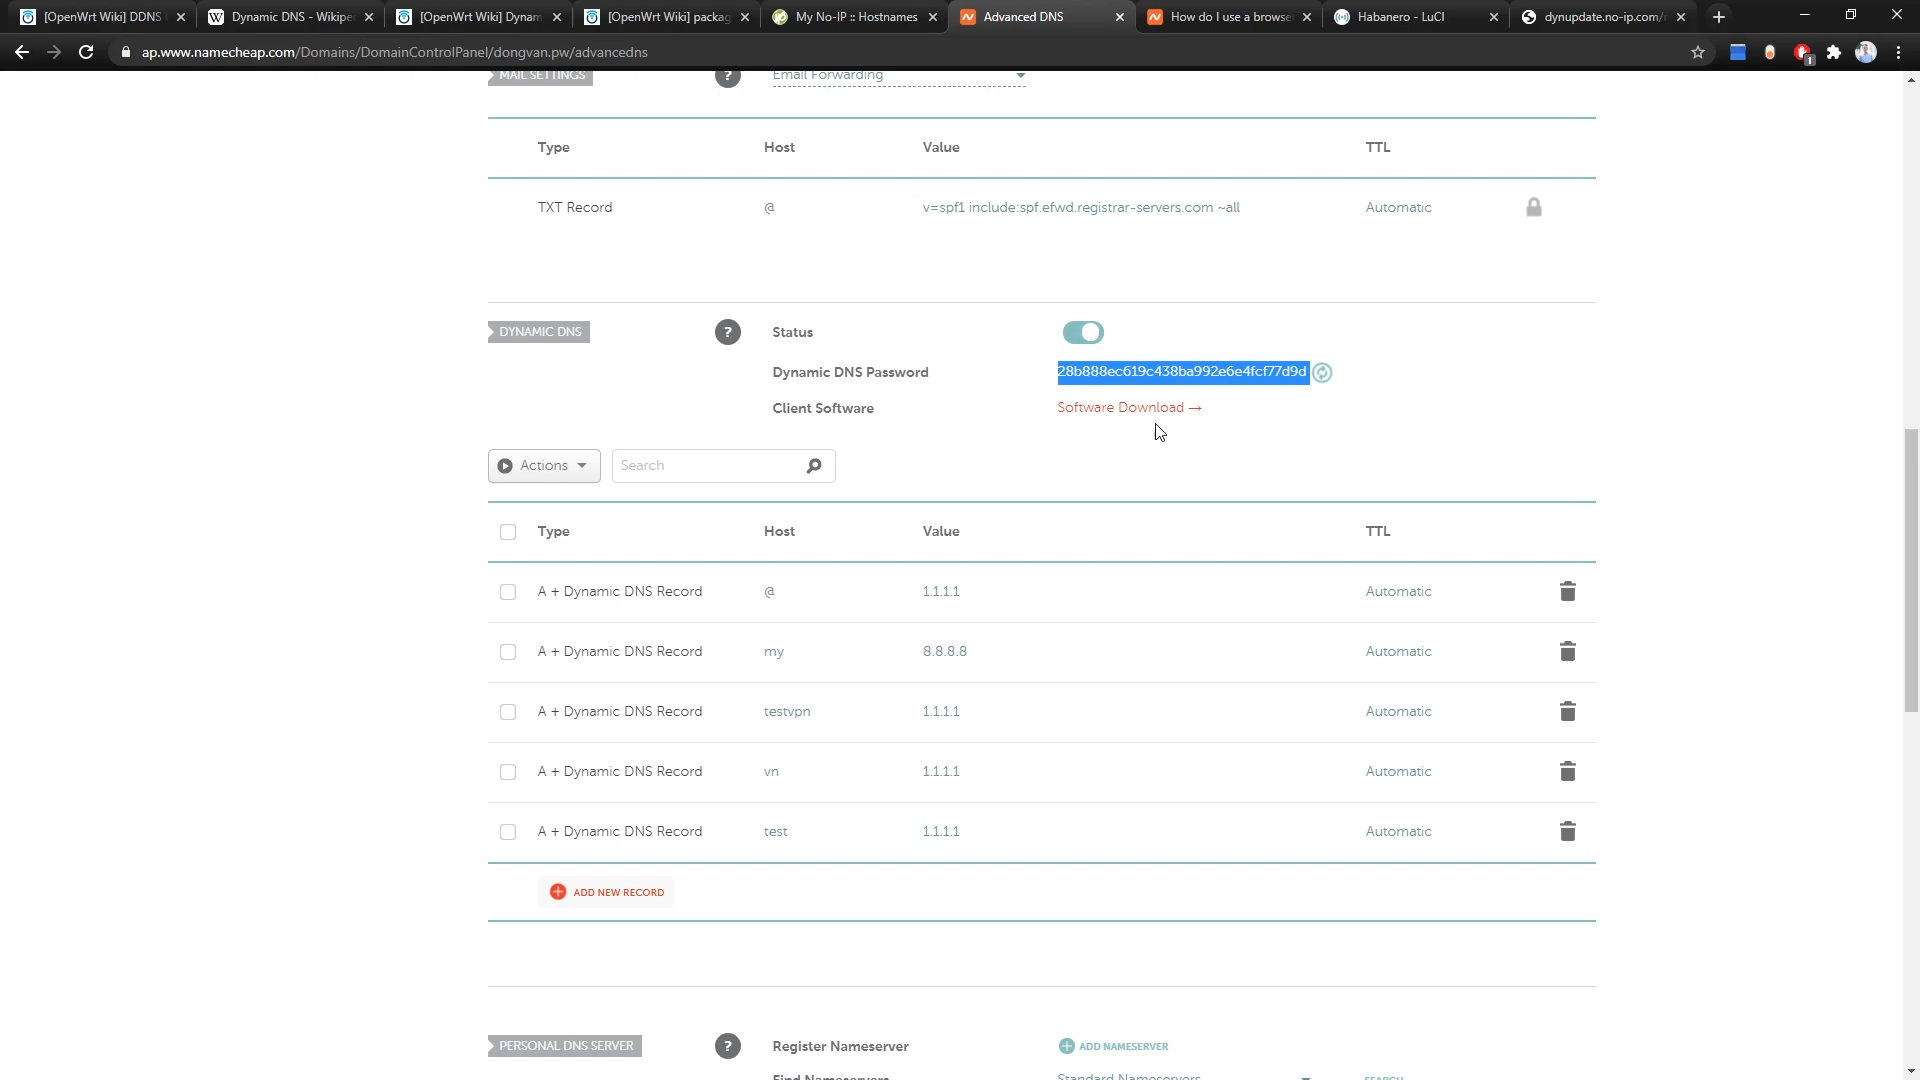 [OpenWrt Wiki] DDNS
Dynamic DNS - Wikipe
[OpenWrt Wiki] Dynam
[OpenWrt Wiki] packag
My No-IP :: Hostnames
Advanced DNS
How do I use a browse
Habanero - LuCI
dynupdate.no-ip.com/
ap.www.namecheap.com/Domains/DomainControlPanel/dongvan.pw/advancedns
1
MAIL SETTINGS
?
Email Forwarding
Type Host Value TTL
TXT Record @ v=spf1 include:spf.efwd.registrar-servers.com ~all Automatic
DYNAMIC DNS ? Status
Dynamic DNS Password 28b888ec619c438ba992e6e4fcf77d9d
Client Software Software Download →
Actions Search
Type Host Value TTL
A + Dynamic DNS Record @ 1.1.1.1 Automatic
A + Dynamic DNS Record my 8.8.8.8 Automatic
A + Dynamic DNS Record testvpn 1.1.1.1 Automatic
A + Dynamic DNS Record vn 1.1.1.1 Automatic
A + Dynamic DNS Record test 1.1.1.1 Automatic
ADD NEW RECORD
PERSONAL DNS SERVER ? Register Nameserver ADD NAMESERVER
Find Nameservers Standard Nameservers SEARCH